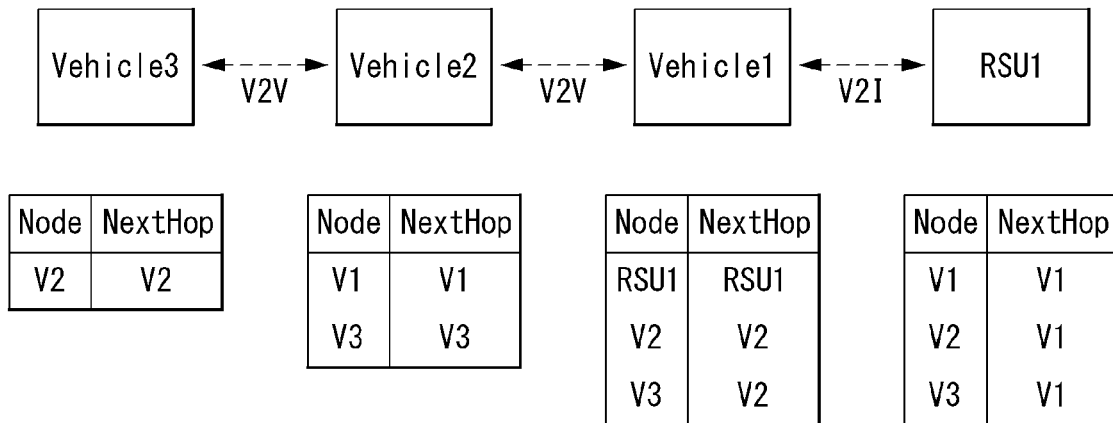 Vehicle3 Vehicle2 Vehicle1 RSU1
V2V V2V V2I
Node NextHop Node NextHop Node NextHop Node NextHop
V2 V2 V1 V1 RSU1 RSU1 V1 V1
V3 V3 V2 V2 V2 V1
V3 V2 V3 V1